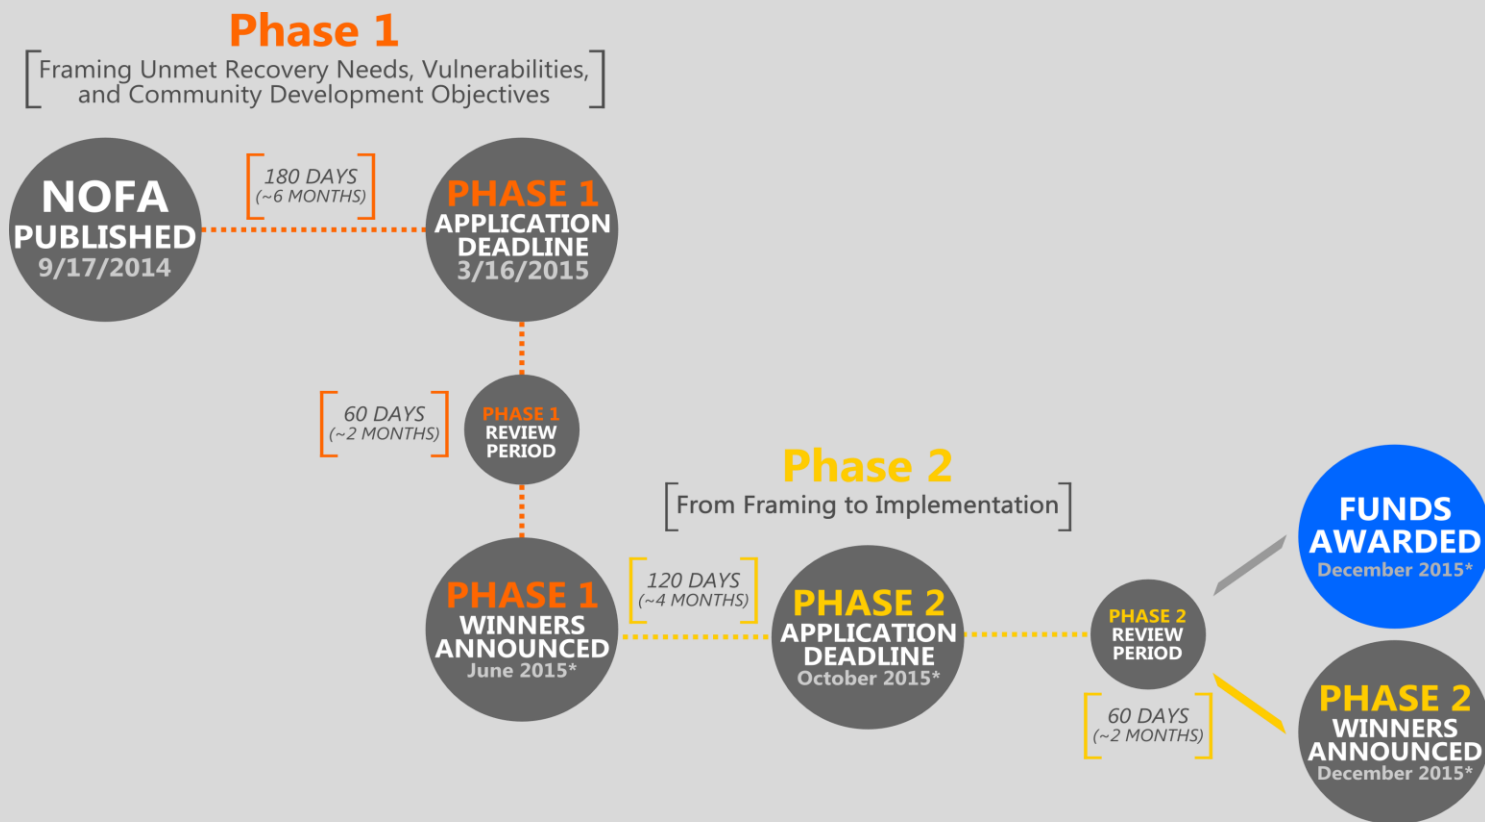 Phase 1
Framing Unmet Recovery Needs, Vulnerabilities,
and Community Development Objectives
NOFA
PUBLISHED
9/17/2014
180 DAYS
(~6 MONTHS)
PHASE 1
APPLICATION
DEADLINE
3/16/2015
60 DAYS
(~2 MONTHS)
PHASE 1
REVIEW
PERIOD
PHASE 1
WINNERS
ANNOUNCED
June 2015*
Phase 2
From Framing to Implementation
120 DAYS
(~4 MONTHS)
PHASE 2
APPLICATION
DEADLINE
October 2015*
PHASE 2
REVIEW
PERIOD
60 DAYS
(~2 MONTHS)
FUNDS
AWARDED
December 2015*
PHASE 2
WINNERS
ANNOUNCED
December 2015*